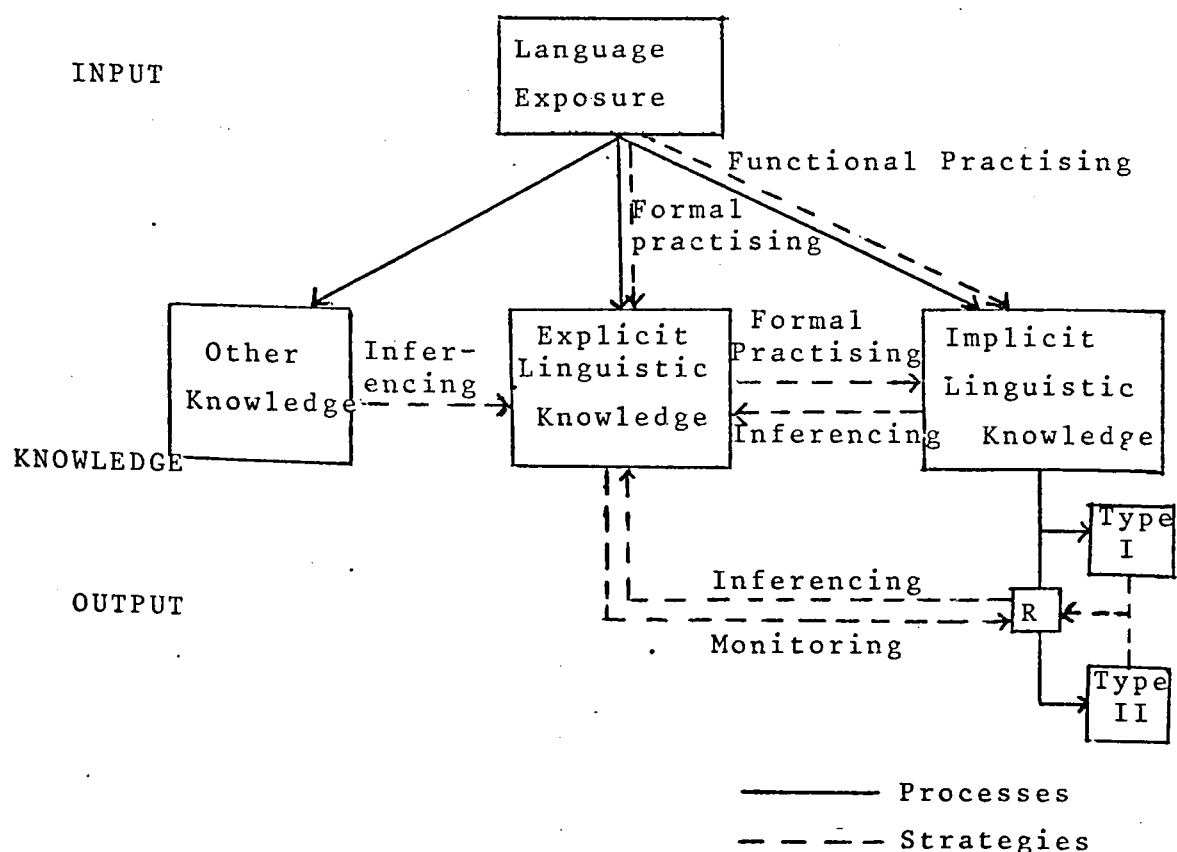 INPUT
Language
Exposure
Functional Practising
Formal
practising
Other
Knowledge
Infer-
encing
Explicit
Linguistic
Knowledge
Formal
Practising
Inferencing
Implicit
Linguistic
Knowledge
KNOWLEDGE
Type
I
Inferencing
OUTPUT
R
Monitoring
Type
II
Processes
Strategies